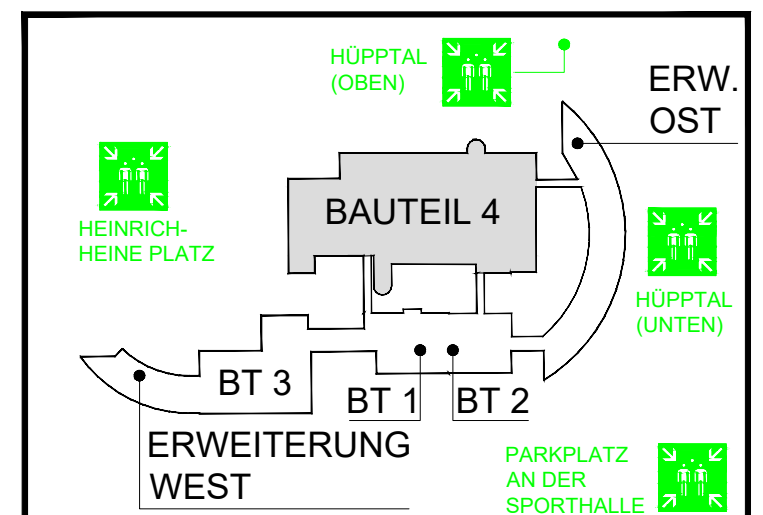 HÜPPTAL
(OBEN)
ERW.
OST
BAUTEIL 4
HEINRICH-
HEINE PLATZ
HÜPPTAL
(UNTEN)
BT 3
BT 1
BT 2
ERWEITERUNG
WEST
PARKPLATZ
AN DER
SPORTHALLE